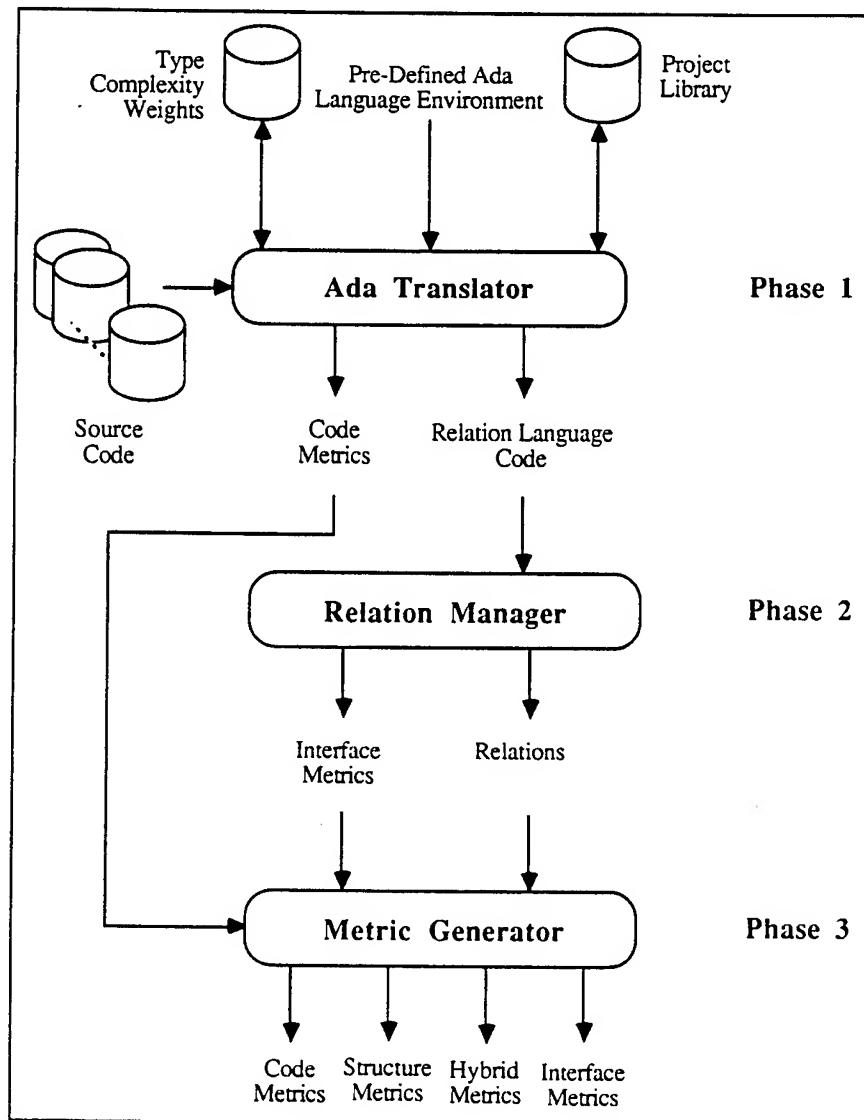 Type
Complexity
Weights
Pre-Defined Ada
Language Environment
Project
Library
Ada Translator
Phase 1
Source
Code
Code
Metrics
Relation Language
Code
Relation Manager
Phase 2
Interface
Metrics
Relations
Metric Generator
Phase 3
Code
Metrics
Structure
Metrics
Hybrid
Metrics
Interface
Metrics